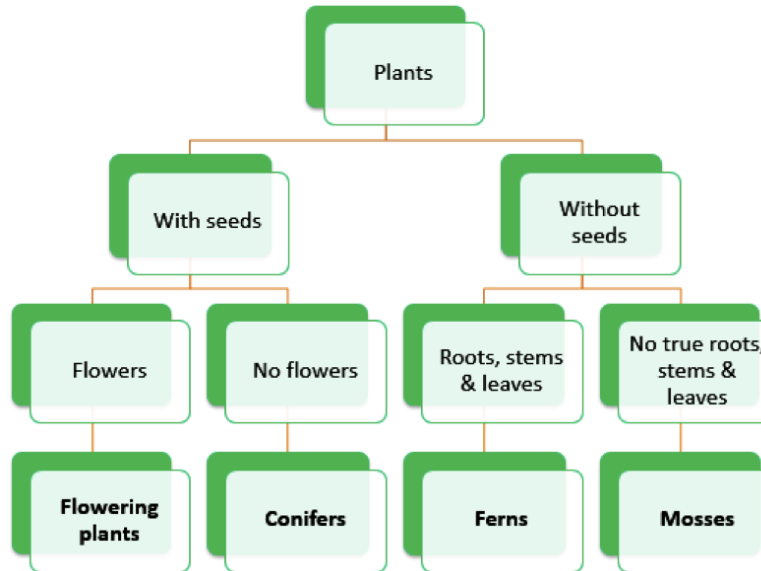 Plants
With seeds
Without
seeds
Flowers
No flowers
Roots, stems
& leaves
No true roots,
stems &
leaves
Flowering
plants
Conifers
Ferns
Mosses